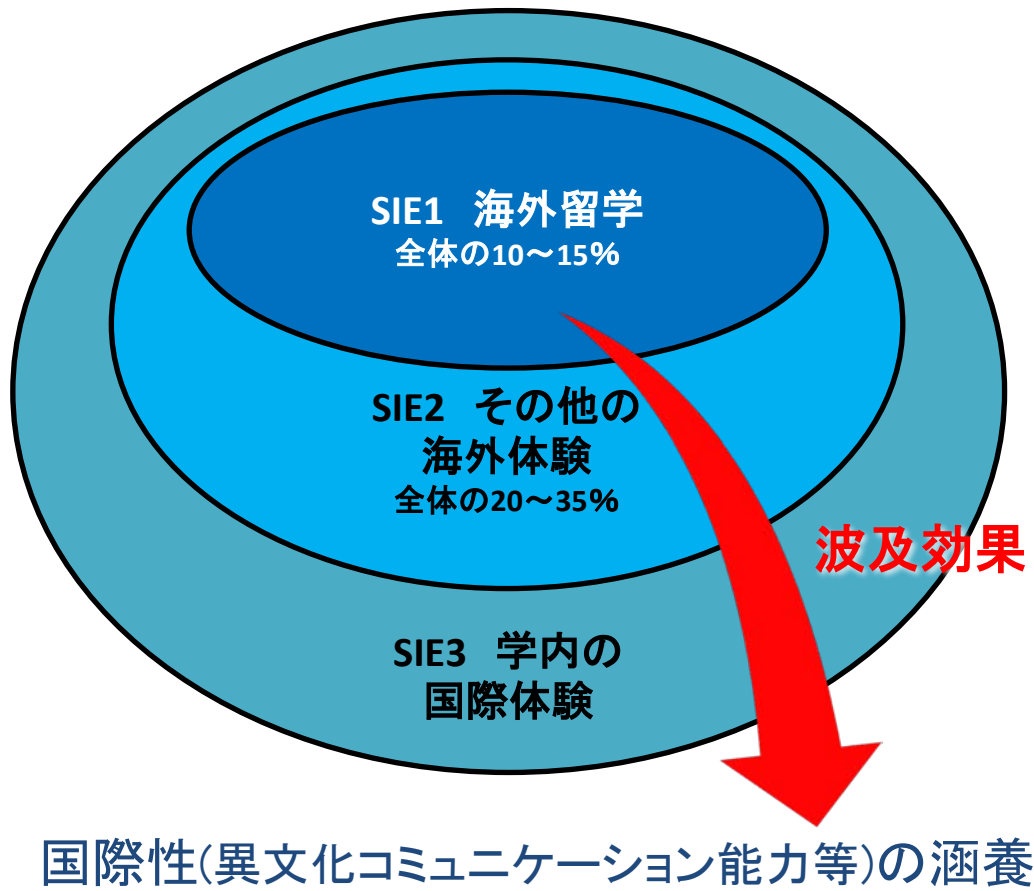 SIE1 海外留学
全体の10～15%
SIE2 その他の
海外体験
全体の20～35%
波及効果
SIE3 学内の
国際体験
国際性(異文化コミュニケーション能力等)の涵養